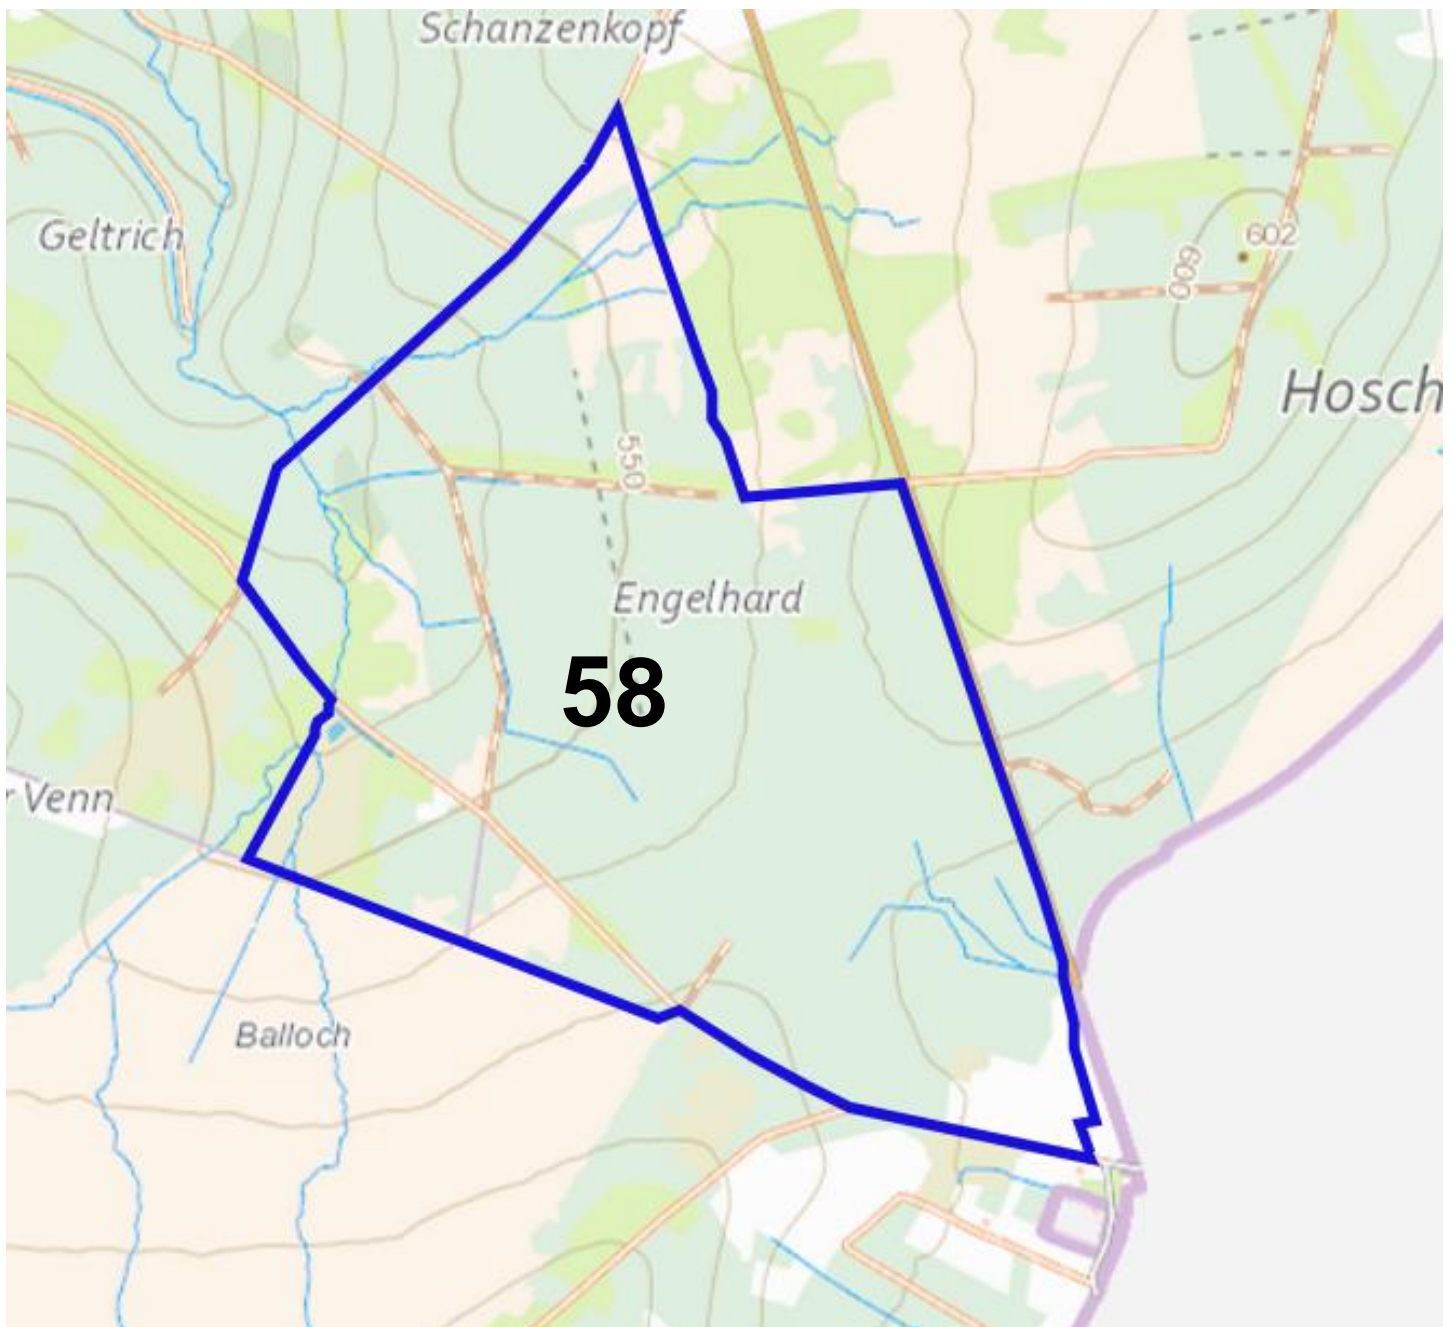 Schanzenkopf
Geltrich
602
600
Hosch
550
Engelhard
58
r Venn
Balloch